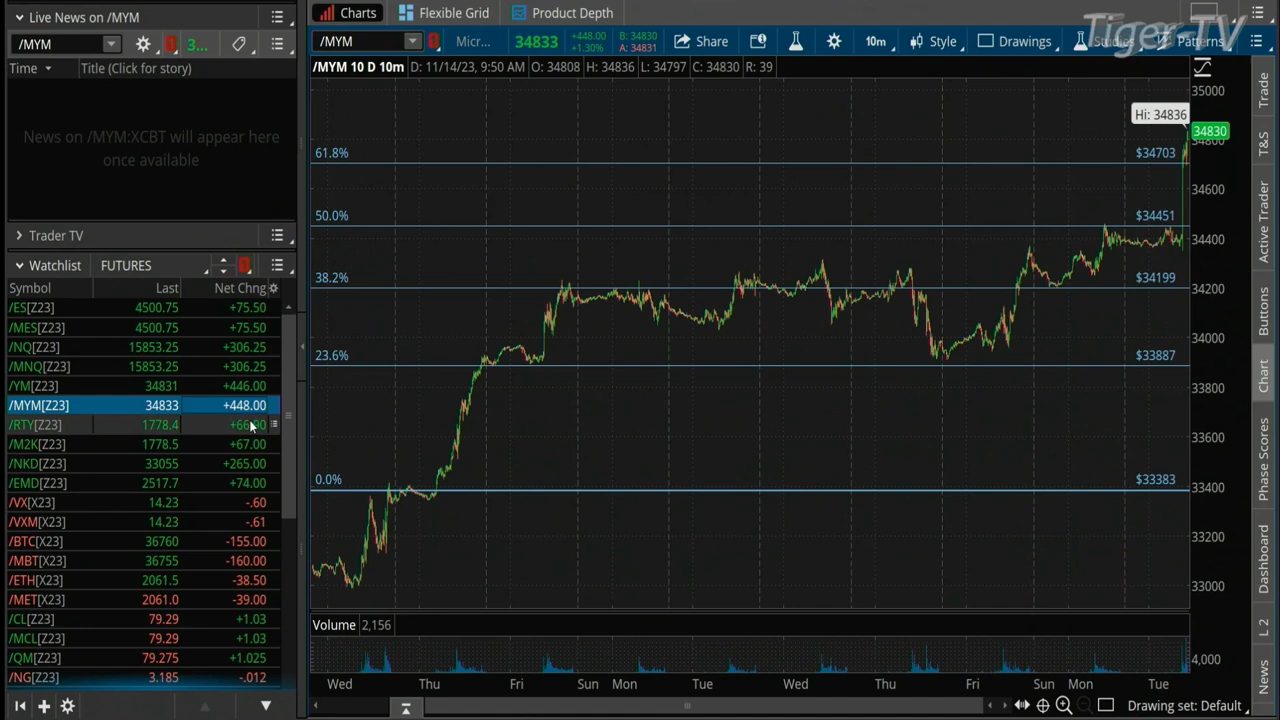 Live News on /MYM
/MYM
3...
Time
Title (Click for story)
News on /MYM:XCBT will appear here
once available
Trader TV
Watchlist FUTURES
Symbol Last Net Chng
/ES[Z23] 4500.75 +75.50
/MES[Z23] 4500.75 +75.50
/NQ[Z23] 15853.25 +306.25
/MNQ[Z23] 15853.25 +306.25
/YM[Z23] 34831 +446.00
/MYM[Z23] 34833 +448.00
/RTY[Z23] 1778.4
/M2K[Z23] 1778.5 +67.00
/NKD[Z23] 33055 +265.00
/EMD[Z23] 2517.7 +74.00
/VX[X23] 14.23 -.60
/VXM[X23] 14.23 -.61
/BTC[X23] 36760 -155.00
/MBT[X23] 36755 -160.00
/ETH[X23] 2061.5 -38.50
/MET[X23] 2061.0 -39.00
/CL[Z23] 79.29 +1.03
/MCL[Z23] 79.29 +1.03
/QM[Z23] 79.275 +1.025
/NG[Z23] 3.185 -.012
Charts Flexible Grid Product Depth
/MYM
Micr...
34833
+448.00
+1.30%
B: 34830
A: 34831
Share
10m
Style
Drawings
Studies
Patterns
Tiger TV
/MYM 10 D 10m D: 11/14/23, 9:50 AM O: 34808 H: 34836 L: 34797 C: 34830 R: 39
Hi: 34836
61.8% $34703
50.0% $34451
38.2% $34199
23.6% $33887
0.0% $33383
35000
34830
34800
34600
34400
34200
34000
33800
33600
33400
33200
33000
Volume 2,156
4,000
Wed Thu Fri Sun Mon Tue Wed Thu Fri Sun Mon Tue
Drawing set: Default
Trade
T&S
Active Trader
Buttons
Chart
Phase Scores
Dashboard
L 2
News